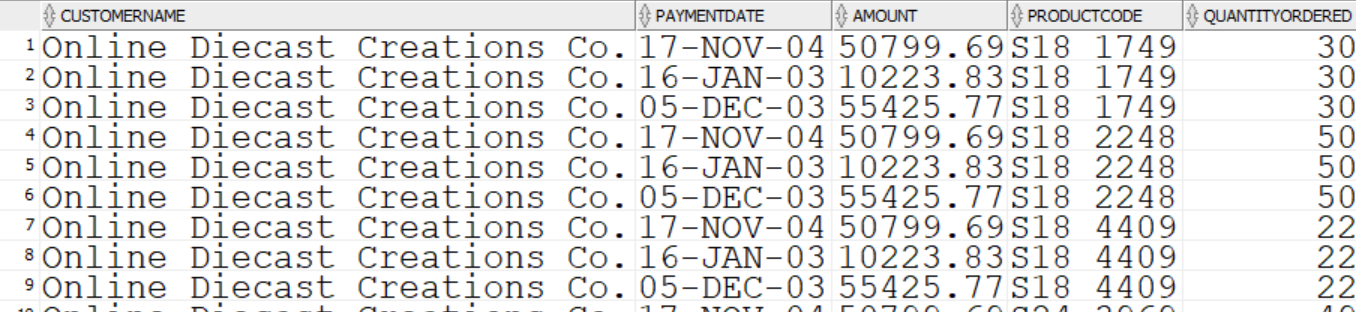 CUSTOMERNAME PAYMENTDATE AMOUNT PRODUCTCODE QUANTITYORDERED
1 Online Diecast Creations Co. 17-NOV-04 50799.69 S18 1749 30
2 Online Diecast Creations Co. 16-JAN-03 10223.83 S18 1749 30
3 Online Diecast Creations Co. 05-DEC-03 55425.77 S18 1749 30
4 Online Diecast Creations Co. 17-NOV-04 50799.69 S18 2248 50
5 Online Diecast Creations Co. 16-JAN-03 10223.83 S18 2248 50
6 Online Diecast Creations Co. 05-DEC-03 55425.77 S18 2248 50
7 Online Diecast Creations Co. 17-NOV-04 50799.69 S18 4409 22
8 Online Diecast Creations Co. 16-JAN-03 10223.83 S18 4409 22
9 Online Diecast Creations Co. 05-DEC-03 55425.77 S18 4409 22